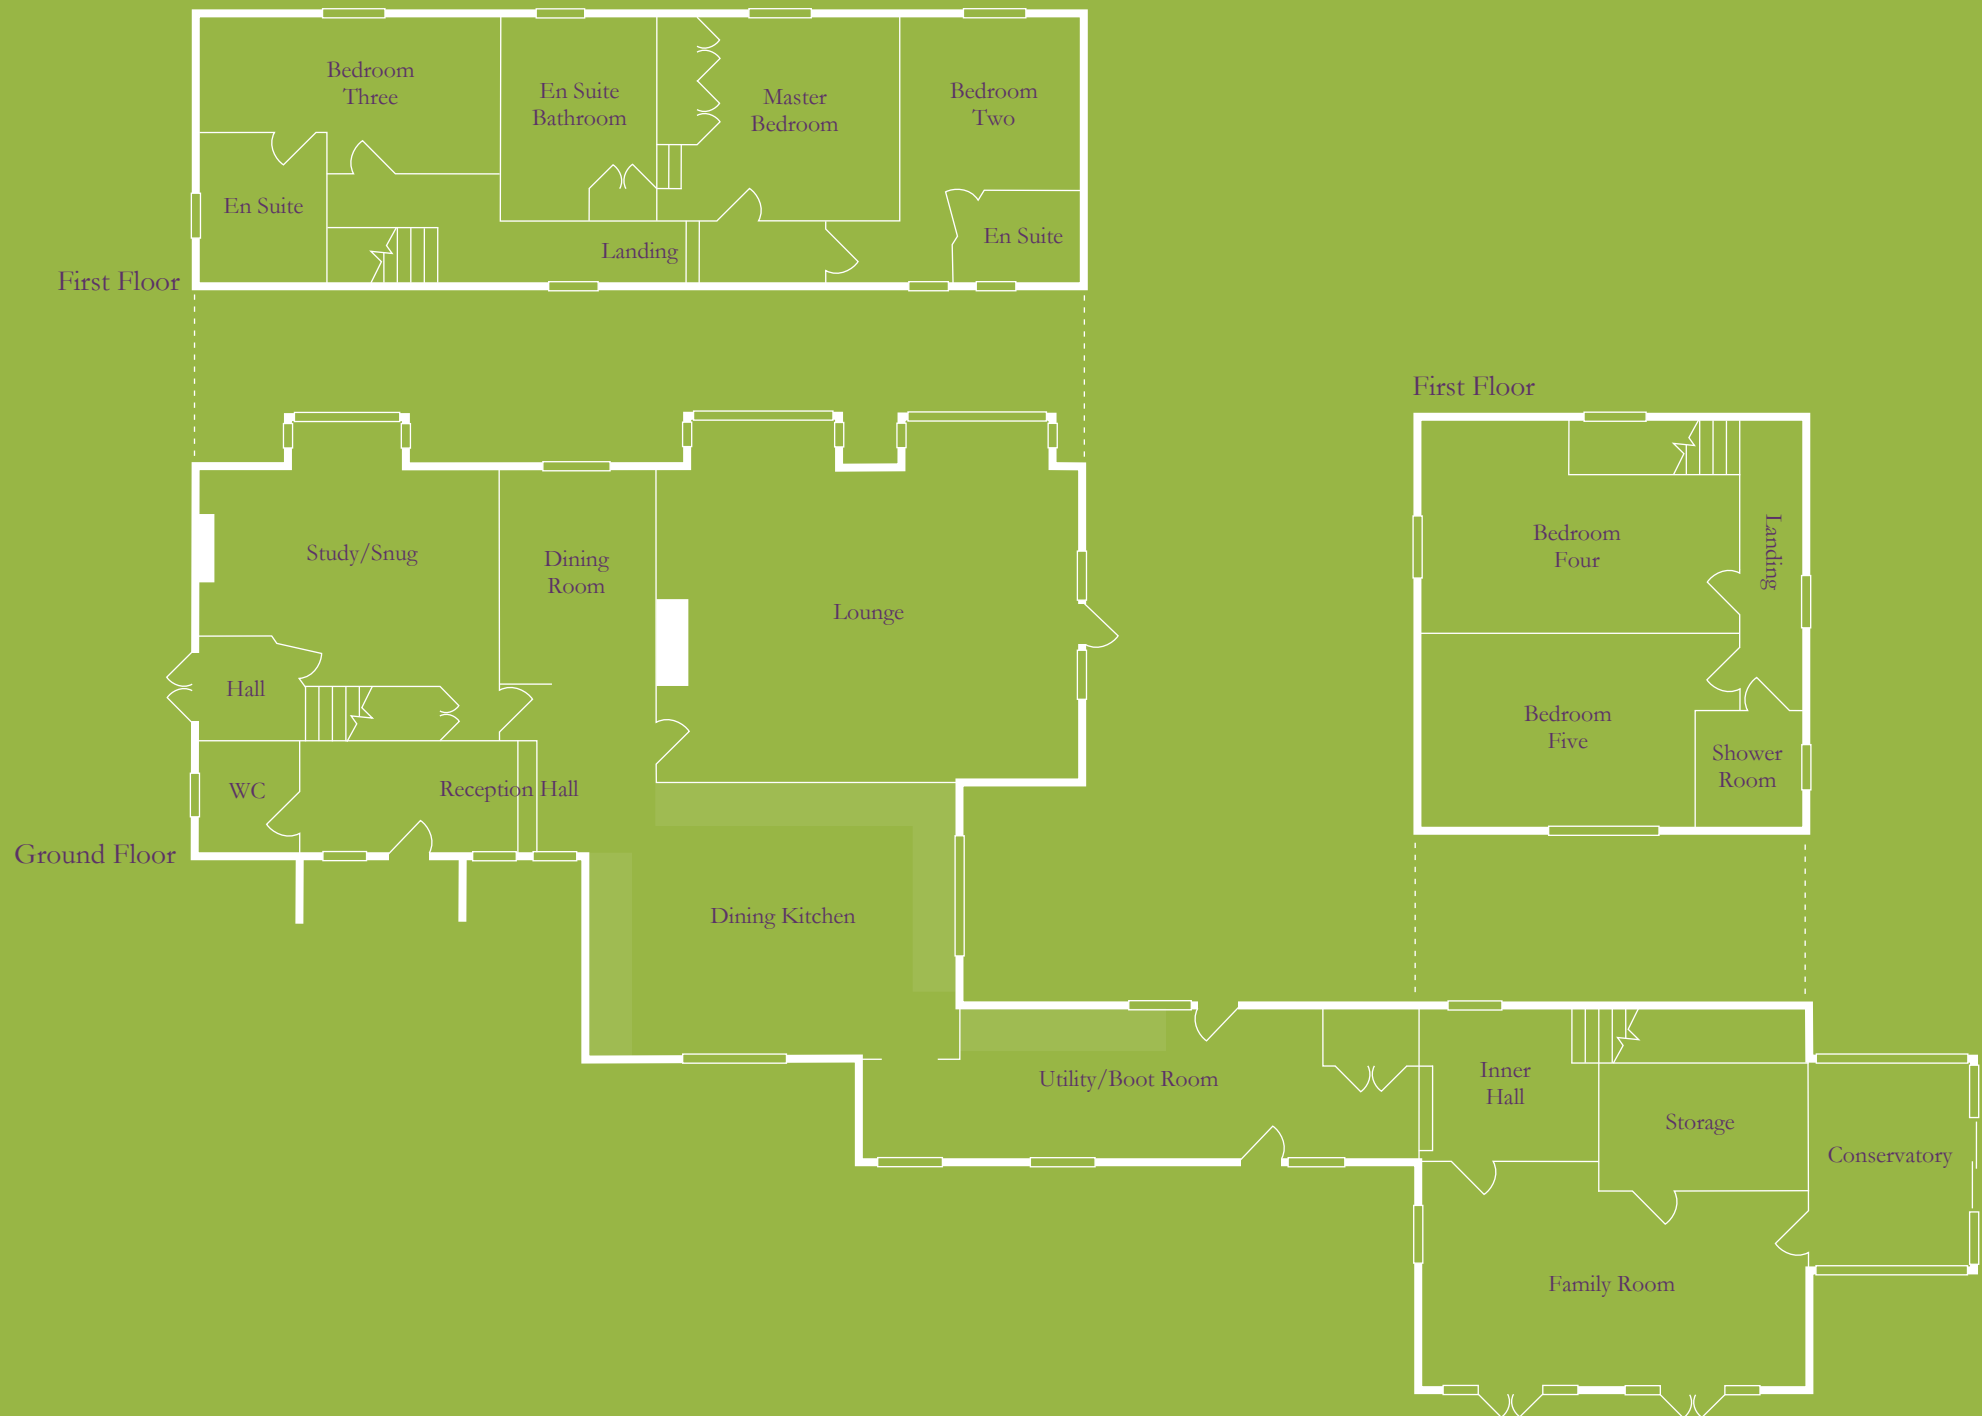 Bedroom
Three
En Suite
Bathroom
Master
Bedroom
Bedroom
Two
En Suite
Landing
En Suite
First Floor
First Floor
Study/Snug
Dining
Room
Lounge
Hall
WC
Reception Hall
Ground Floor
Dining Kitchen
Bedroom
Four
Landing
Bedroom
Five
Shower
Room
Utility/Boot Room
Inner
Hall
Storage
Conservatory
Family Room